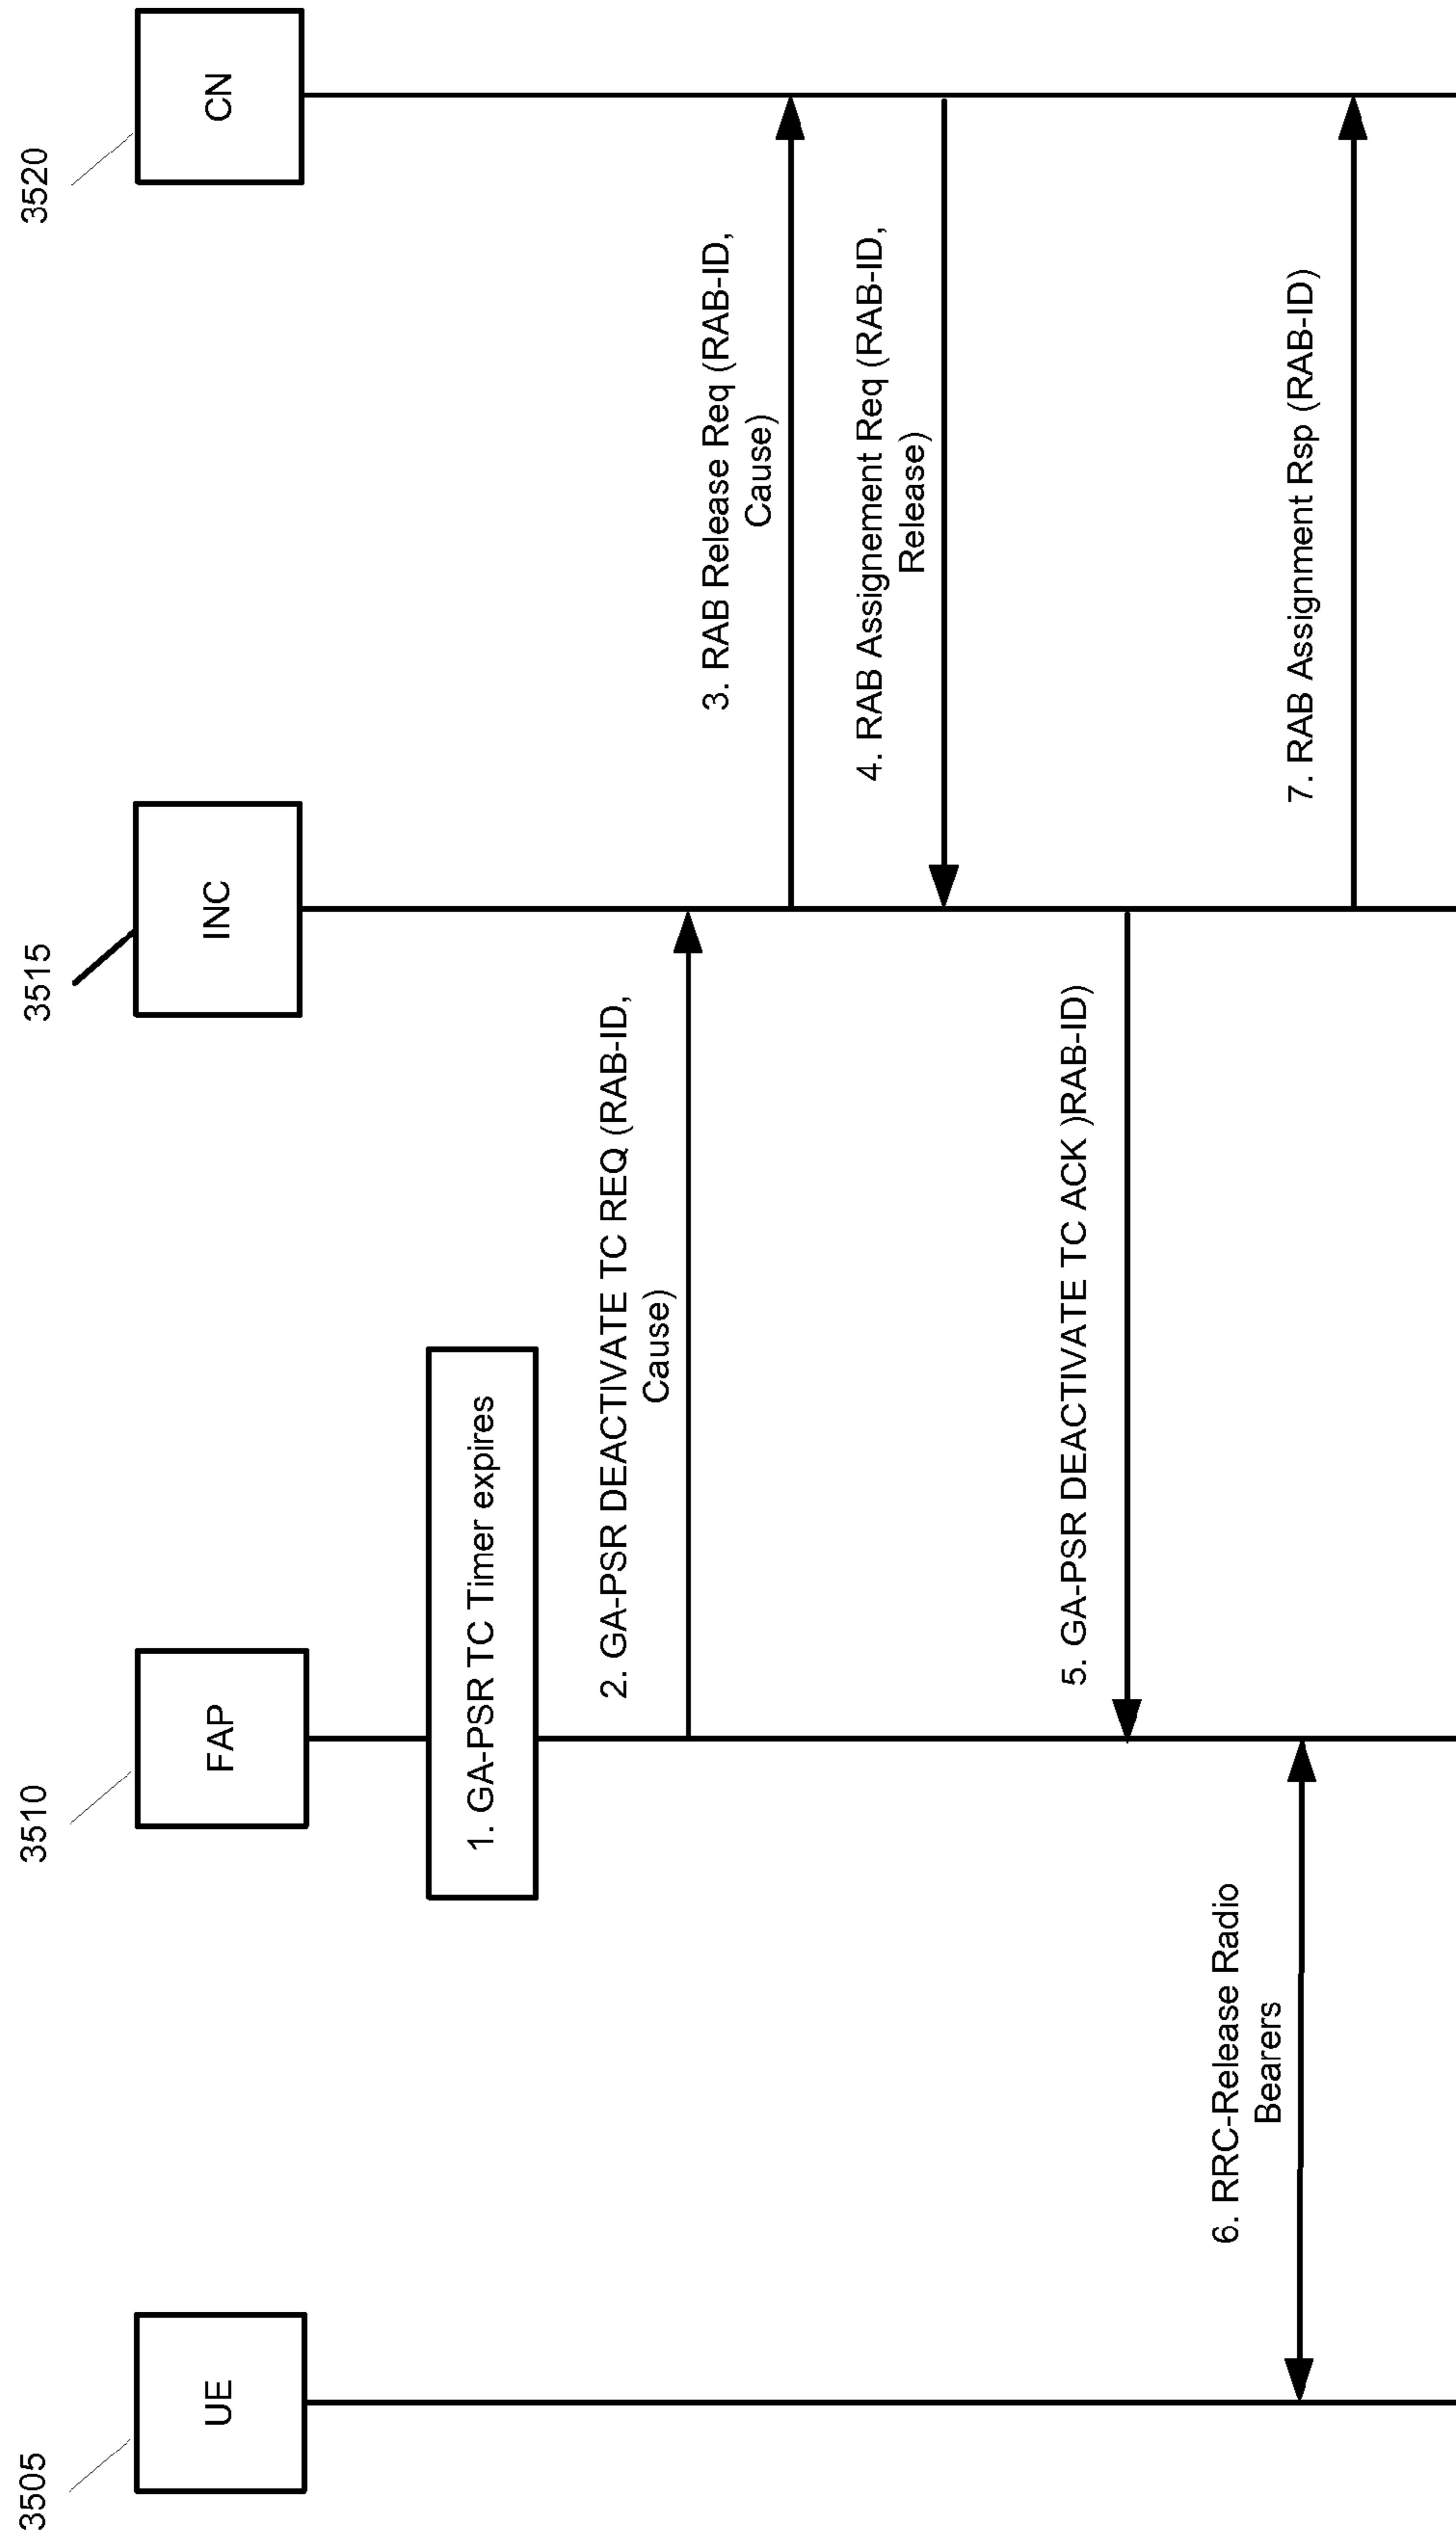 3505
3510
3515
3520
UE
FAP
INC
CN
1. GA-PSR TC Timer expires
2. GA-PSR DEACTIVATE TC REQ (RAB-ID,
Cause)
3. RAB Release Req (RAB-ID,
Cause)
4. RAB Assignement Req (RAB-ID,
Release)
5. GA-PSR DEACTIVATE TC ACK )RAB-ID)
6. RRC-Release Radio
Bearers
7. RAB Assignment Rsp (RAB-ID)